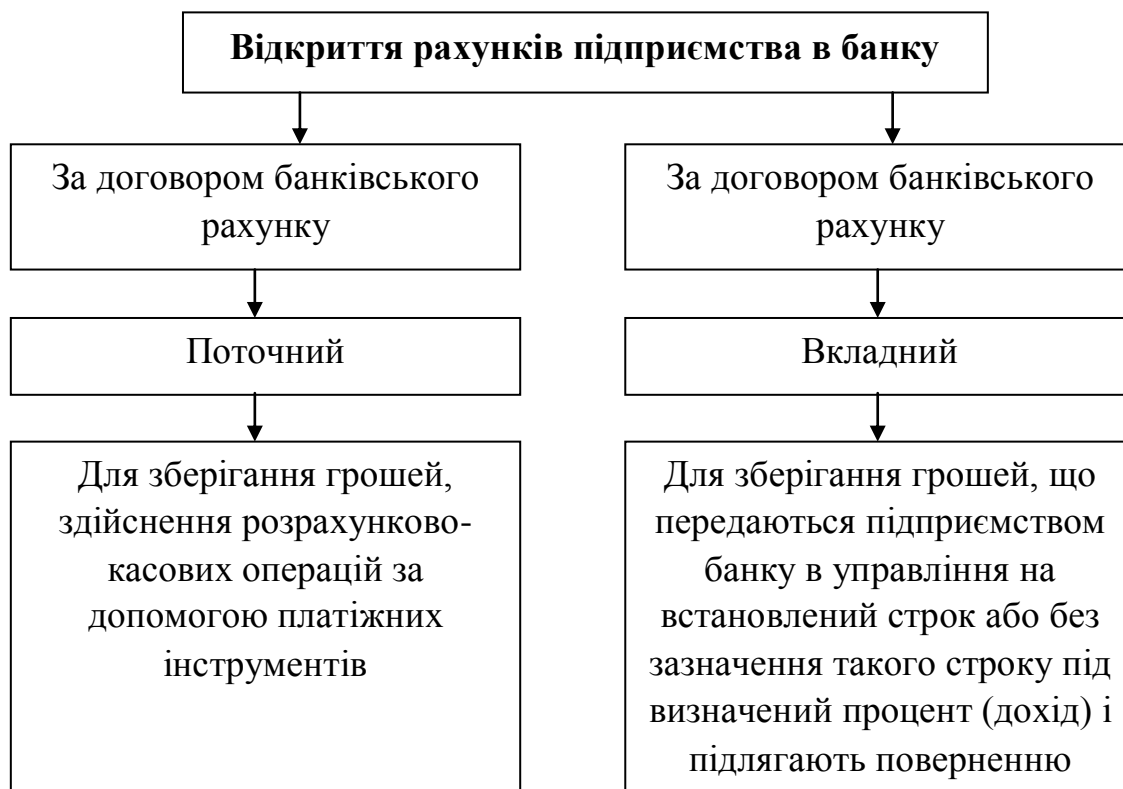 Відкриття рахунків підприємства в банку
За договором банківського
рахунку
Поточний
Для зберігання грошей,
здійснення розрахунково-
касових операцій за
допомогою платіжних
інструментів
За договором банківського
рахунку
Вкладний
Для зберігання грошей, що
передаються підприємством
банку в управління на
встановлений строк або без
зазначення такого строку під
визначений процент (дохід) і
підлягають поверненню